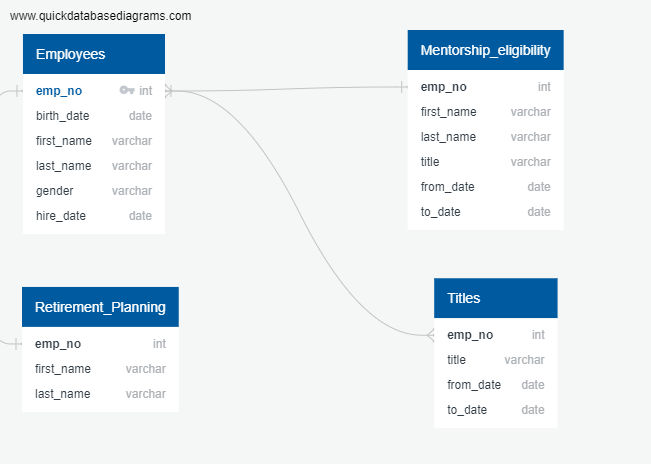 www.quickdatabasediagrams.com
Employees
emp_no int
birth_date date
first_name varchar
last_name varchar
gender varchar
hire_date date
Mentorship_eligibility
emp_no int
first_name varchar
last_name varchar
title varchar
from_date date
to_date date
Retirement_Planning
emp_no int
first_name varchar
last_name varchar
Titles
emp_no int
title varchar
from_date date
to_date date